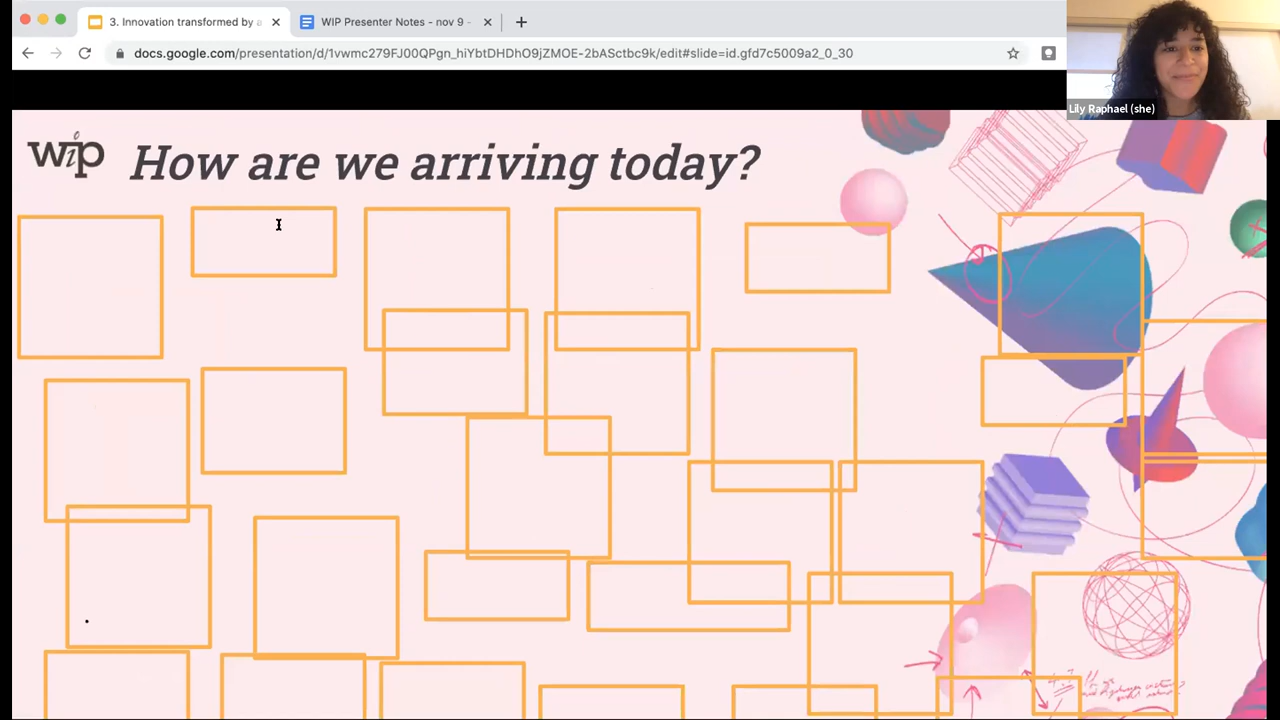 3. Innovation transformed by a
WIP Presenter Notes - nov 9 -
docs.google.com/presentation/d/1vwmc279FJ00QPgn_hiYbtDHDhO9jZMOE-2bASctbc9k/edit#slide=id.gfd7c5009a2_0_30
Lily Raphael (she)
wip
How are we arriving today?